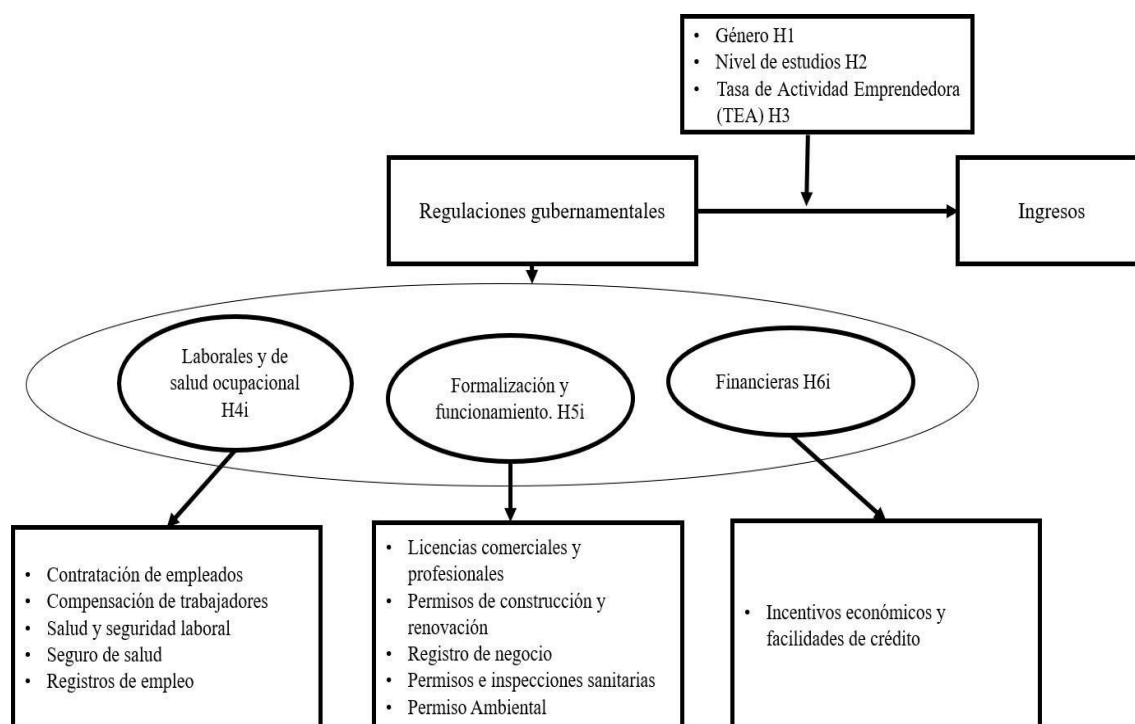 • Género H1
• Nivel de estudios H2
• Tasa de Actividad Emprendedora
(TEA) H3
Regulaciones gubernamentales
Ingresos
Laborales y de
salud ocupacional
H4i
Formalización y
funcionamiento. H5i
Financieras H6i
• Contratación de empleados
• Compensación de trabajadores
• Salud y seguridad laboral
• Seguro de salud
• Registros de empleo
• Licencias comerciales y
profesionales
• Permisos de construcción y
renovación
• Registro de negocio
• Permisos e inspecciones sanitarias
• Permiso Ambiental
• Incentivos económicos y
facilidades de crédito